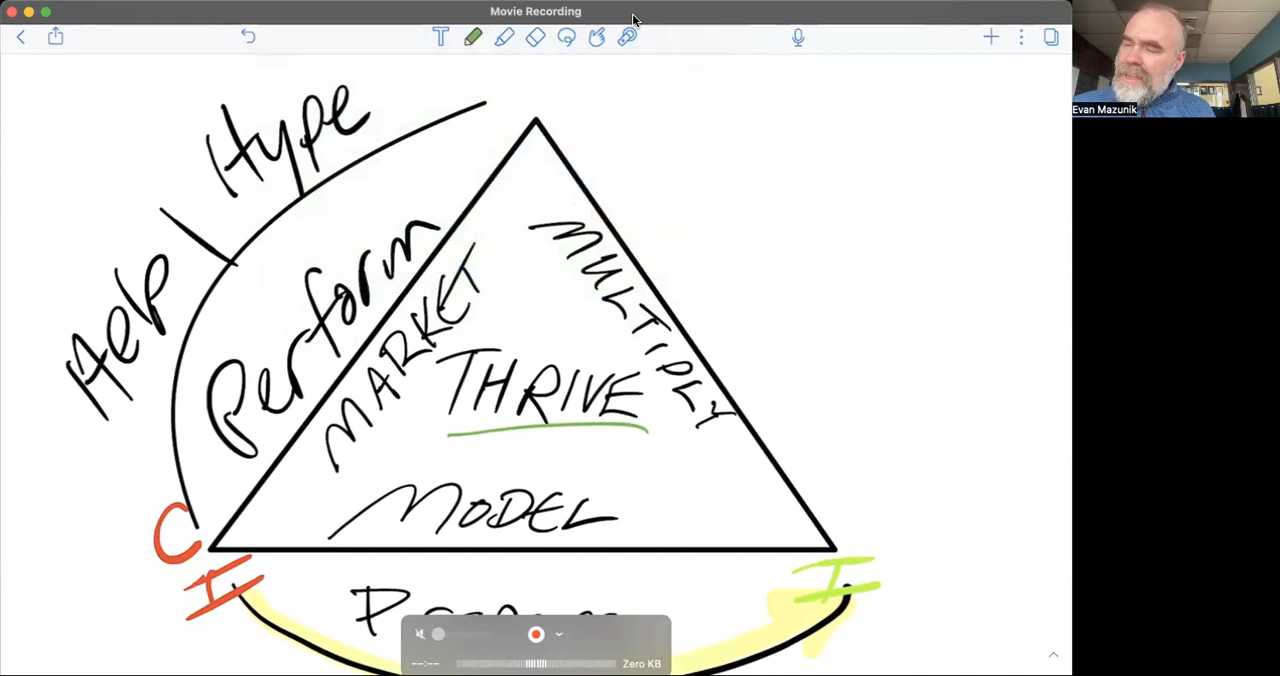 Movie Recording
Evan Mazunik
Help
Hype
Perform
MARKET
MULTIPLY
THRIVE
MODEL
C
I
I
--:--
Zero KB